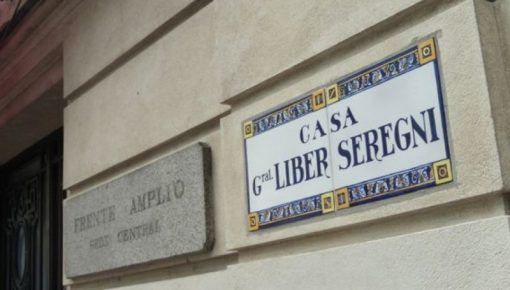 FRENTE AMPLIO
SEDE CENTRAL
CASA
Gral. LIBER SEREGNI